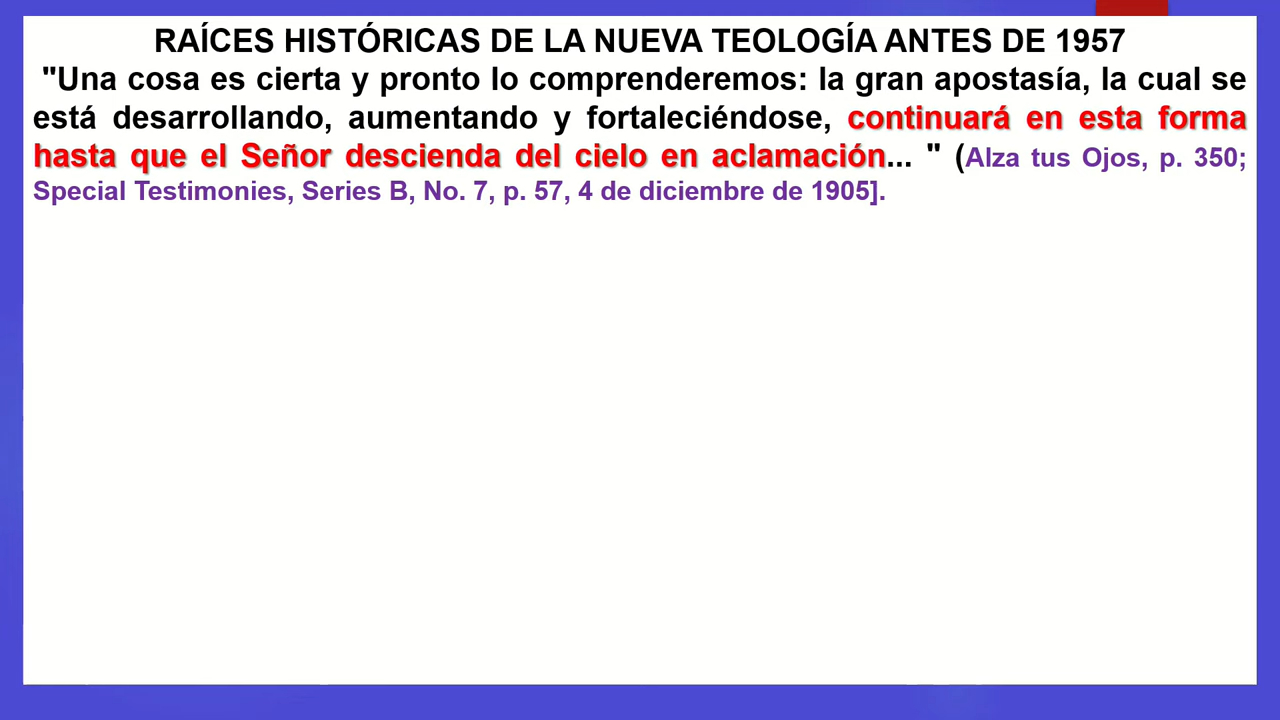 RAÍCES HISTÓRICAS DE LA NUEVA TEOLOGÍA ANTES DE 1957
"Una cosa es cierta y pronto lo comprenderemos: la gran apostasía, la cual se
está desarrollando, aumentando y fortaleciéndose, continuará en esta forma
hasta que el Señor descienda del cielo en aclamación... " (Alza tus Ojos, p. 350;
Special Testimonies, Series B, No. 7, p. 57, 4 de diciembre de 1905].